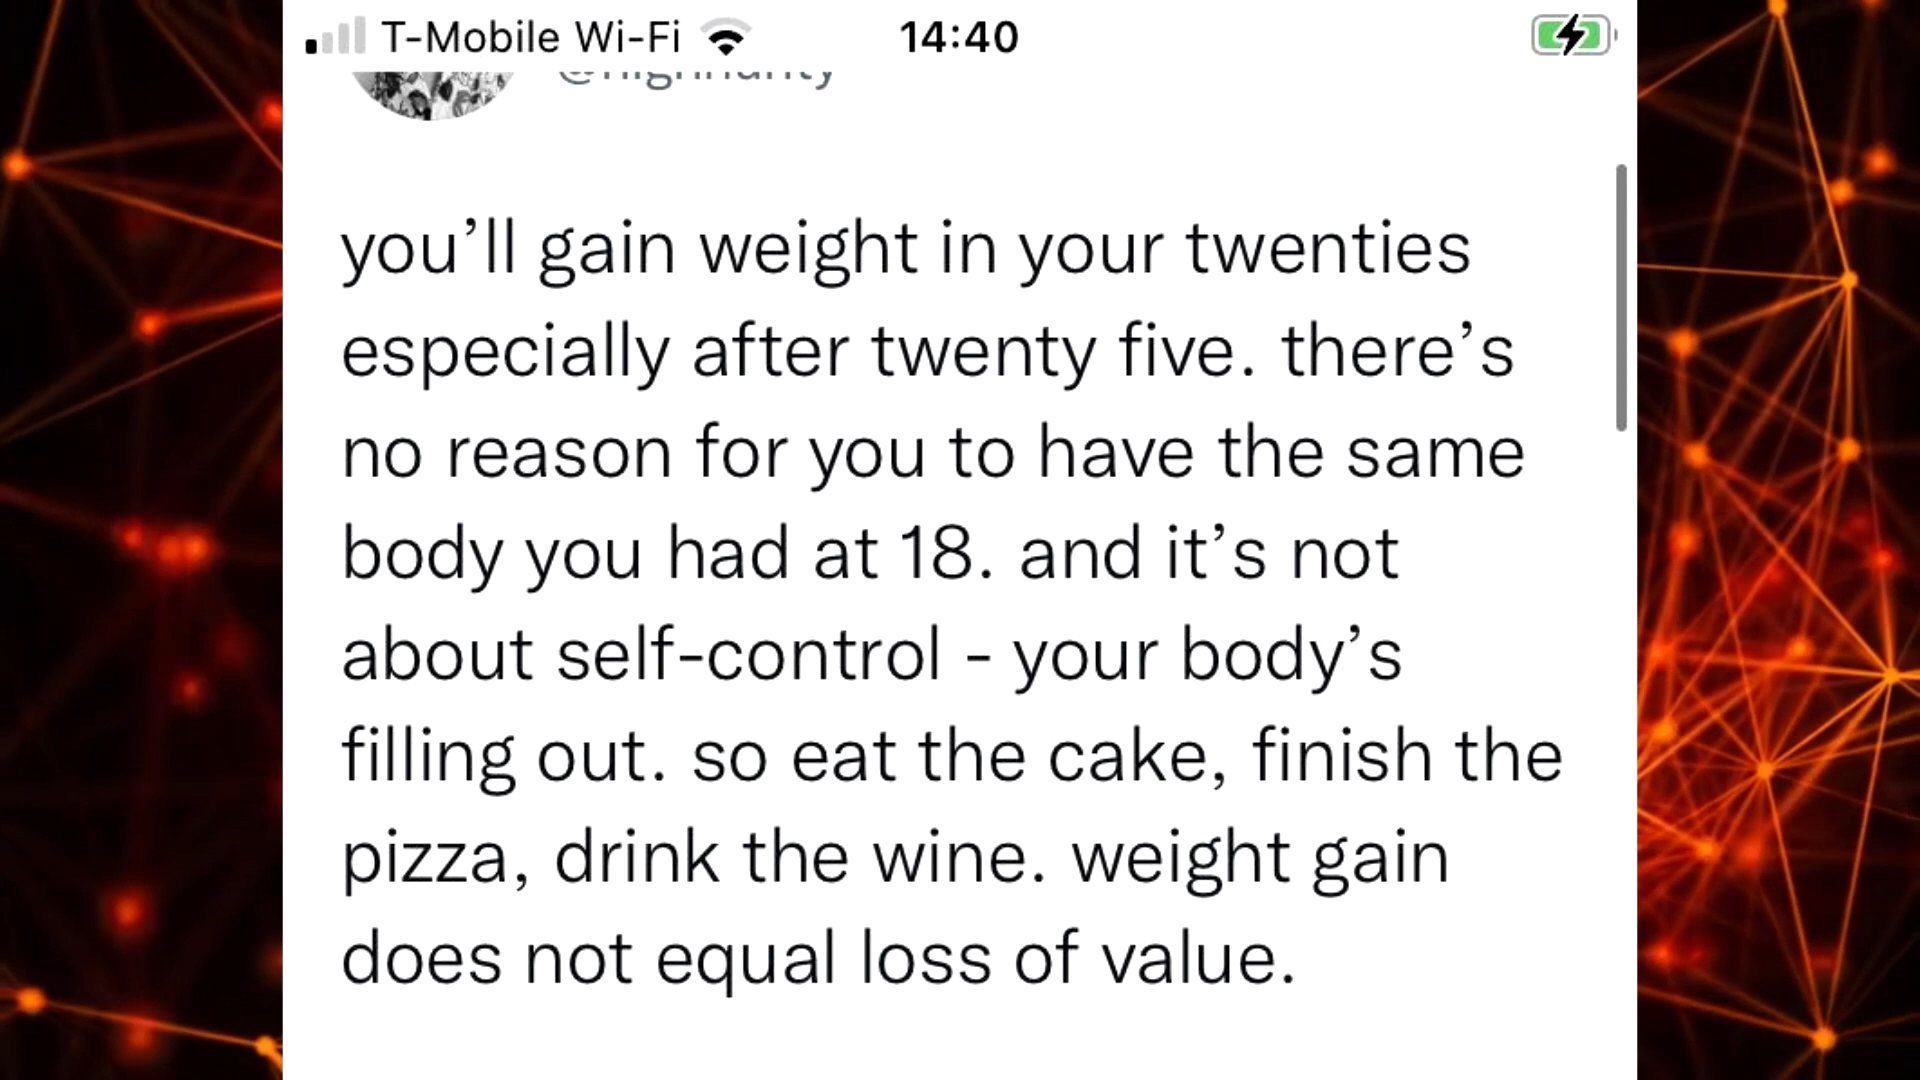 T-Mobile Wi-Fi 14:40
you’ll gain weight in your twenties
especially after twenty five. there’s
no reason for you to have the same
body you had at 18. and it’s not
about self-control - your body’s
filling out. so eat the cake, finish the
pizza, drink the wine. weight gain
does not equal loss of value.